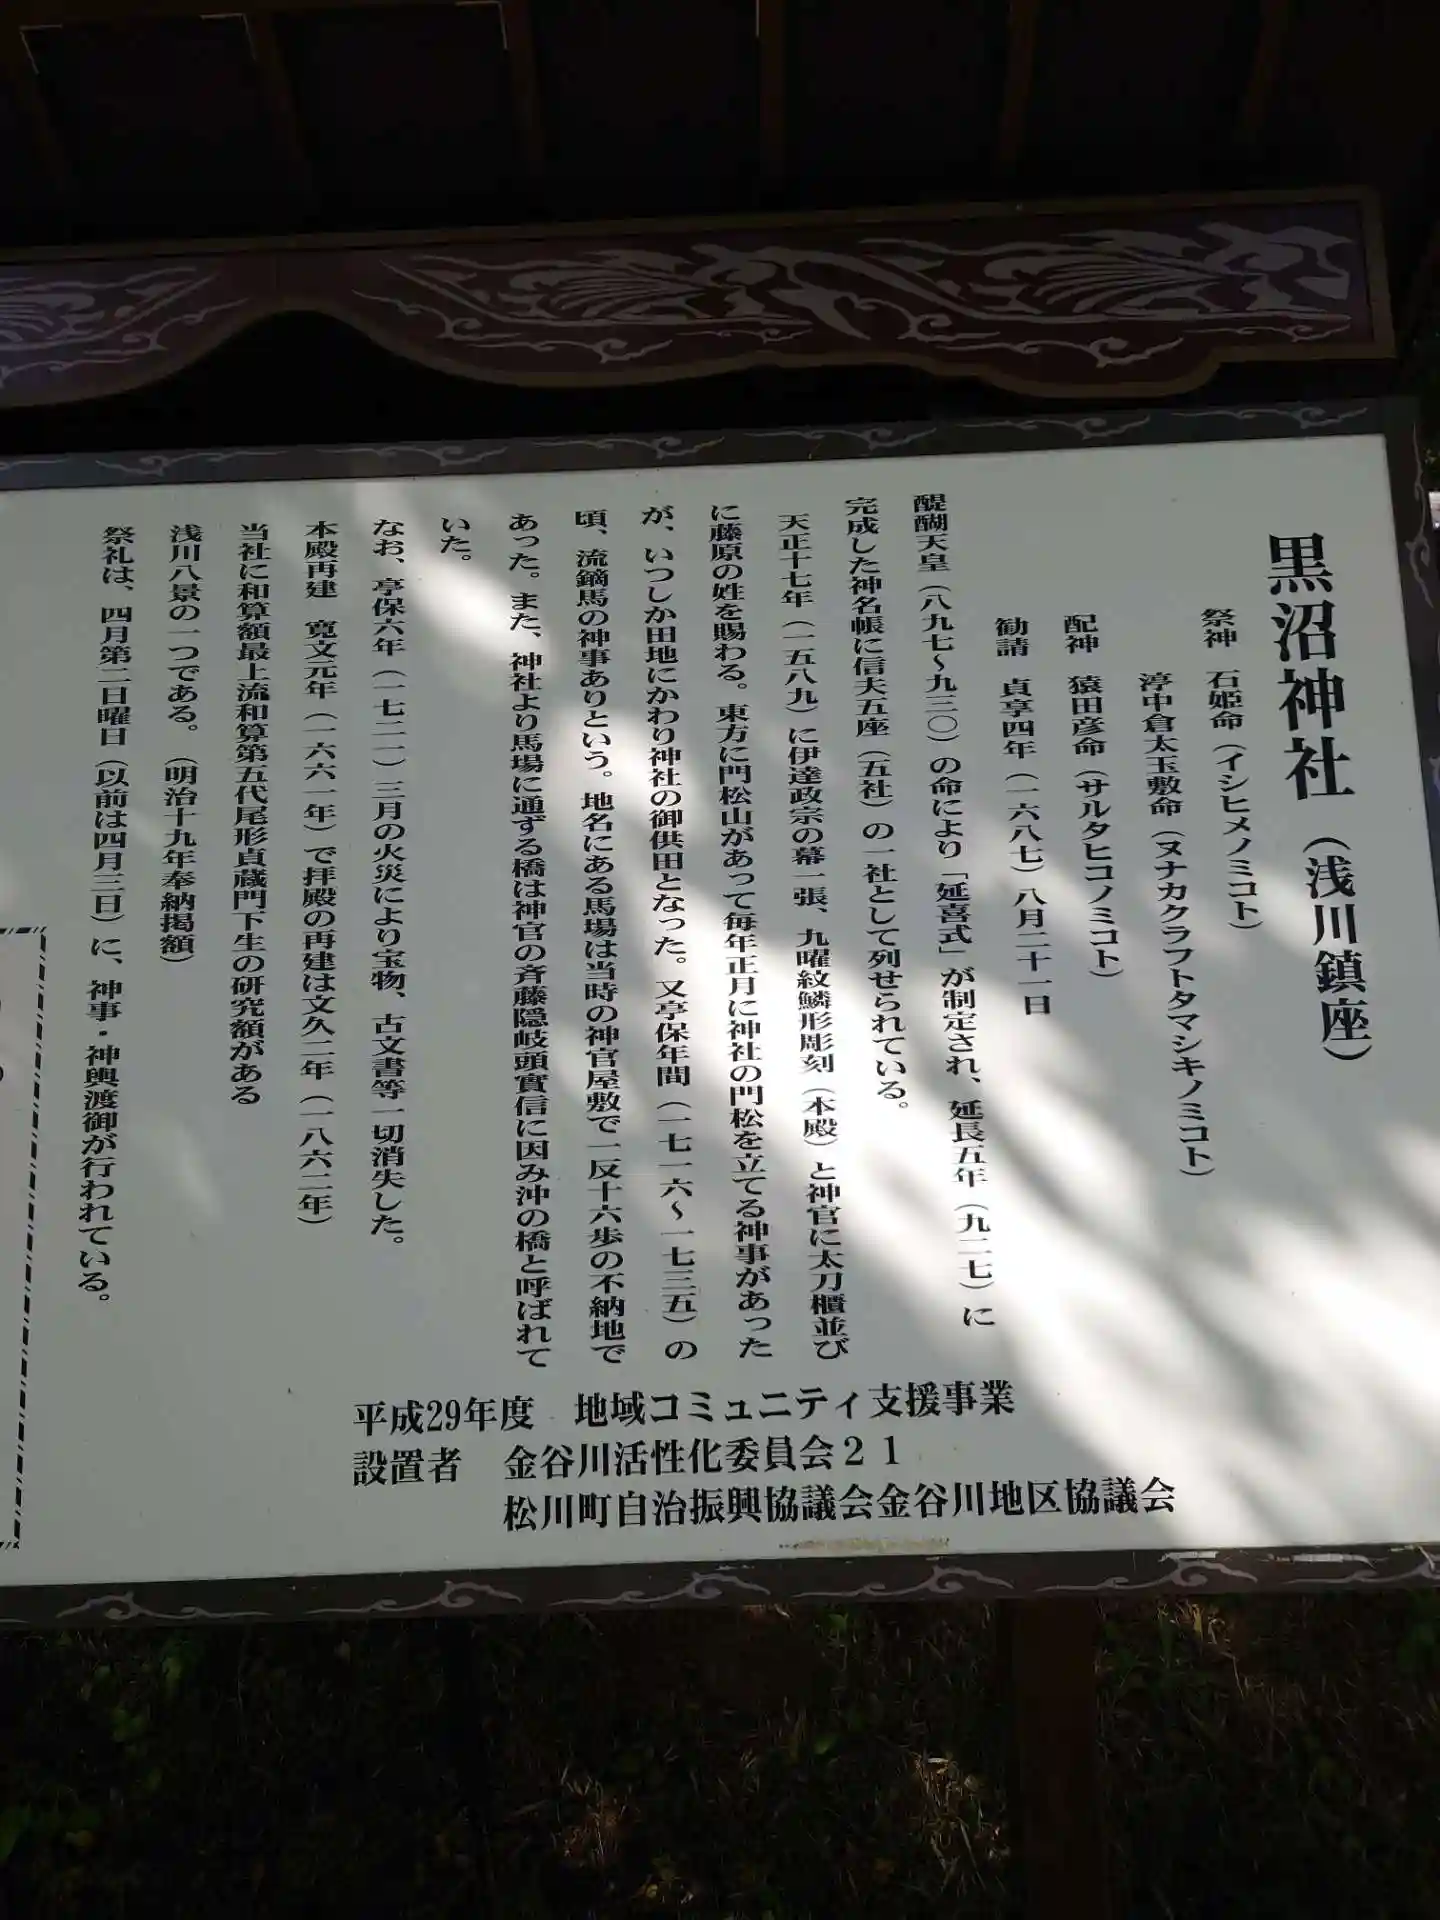 黒沼神社（浅川鎮座）
祭神　石姫命（イシヒメノミコト）
渟中倉太玉敷命（ヌナカクラフトタマシキノミコト）
配神　猿田彦命（サルタヒコノミコト）
勧請　貞享四年（一六八七）八月二十一日
醍醐天皇（八九七～九三〇）の命により「延喜式」が制定され、延長五年（九二七）に
完成した神名帳に信夫五座（五社）の一社として列せられている。
天正十七年（一五八九）に伊達政宗の幕一張、九曜紋鱗形彫刻（本殿）と神官に太刀櫃並び
に藤原の姓を賜わる。東方に門松山があって毎年正月に神社の門松を立てる神事があった
が、いつしか田地にかわり神社の御供田となった。又享保年間（一七一六～一七三五）の
頃、流鏑馬の神事ありという。地名にある馬場は当時の神官屋敷で一反十六歩の不納地で
あった。また、神社より馬場に通ずる橋は神官の斉藤隠岐頭實信に因み沖の橋と呼ばれて
いた。
なお、享保六年（一七二一）三月の火災により宝物、古文書等一切消失した。
本殿再建　寛文元年（一六六一年）で拝殿の再建は文久二年（一八六二年）
当社に和算額最上流和算第五代尾形貞蔵門下生の研究額がある
浅川八景の一つである。（明治十九年奉納掲額）
祭礼は、四月第二日曜日（以前は四月三日）に、神事・神輿渡御が行われている。
平成29年度　地域コミュニティ支援事業
設置者　金谷川活性化委員会２１
松川町自治振興協議会金谷川地区協議会